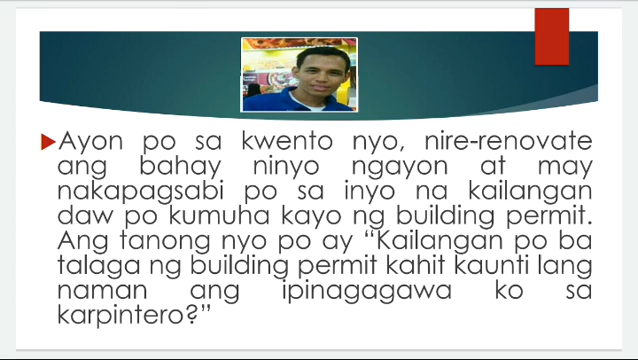 Ayon po sa kwento nyo, nire-renovate
ang bahay ninyo ngayon at may
nakapagsabi po sa inyo na kailangan
daw po kumuha kayo ng building permit.
Ang tanong nyo po ay “Kailangan po ba
talaga ng building permit kahit kaunti lang
naman ang ipinagagawa ko sa
karpintero?”